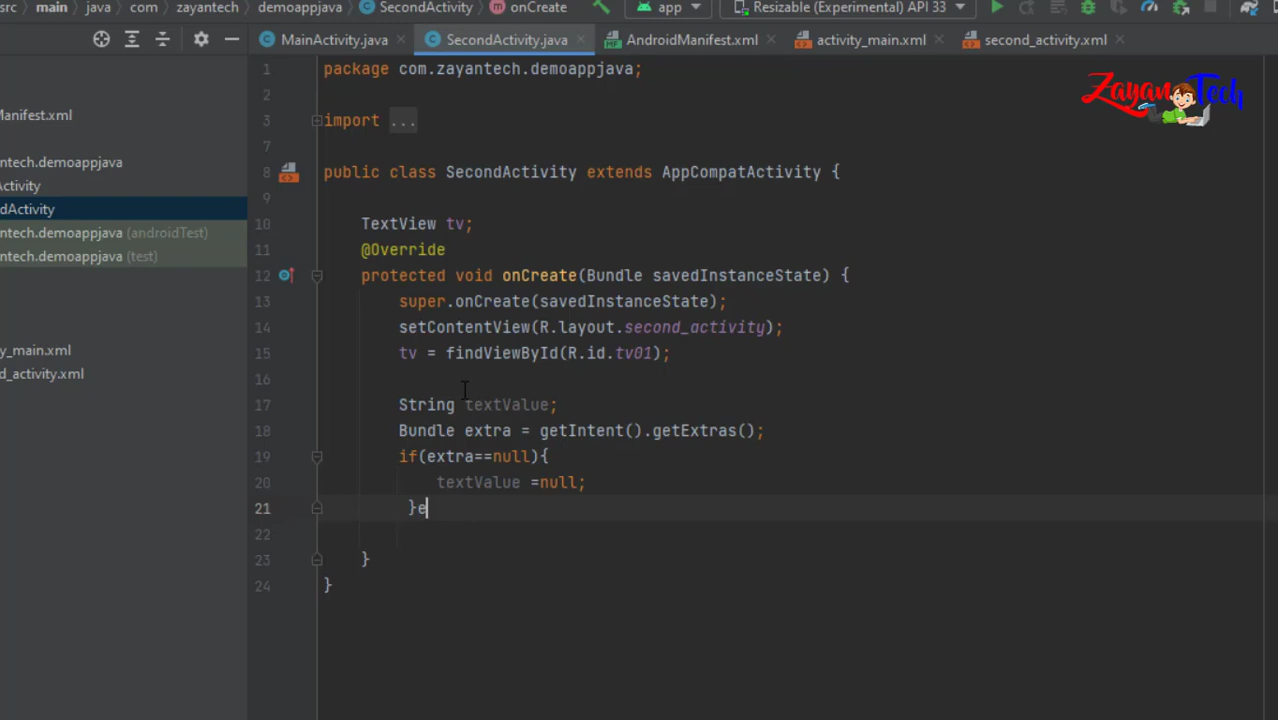 src main java com zayantech demoappjava SecondActivity onCreate app Resizable (Experimental) API 33
MainActivity.java SecondActivity.java AndroidManifest.xml activity_main.xml second_activity.xml
Manifest.xml
ntech.demoappjava
Activity
dActivity
ntech.demoappjava (androidTest)
ntech.demoappjava (test)
y_main.xml
d_activity.xml
1 package com.zayantech.demoappjava;
2
3 import ...
7
8 public class SecondActivity extends AppCompatActivity {
9
10 TextView tv;
11 @Override
12 protected void onCreate(Bundle savedInstanceState) {
13 super.onCreate(savedInstanceState);
14 setContentView(R.layout.second_activity);
15 tv = findViewById(R.id.tv01);
16
17 String textValue;
18 Bundle extra = getIntent().getExtras();
19 if(extra==null){
20 textValue =null;
21 }e
22
23 }
24 }
Zayan Tech